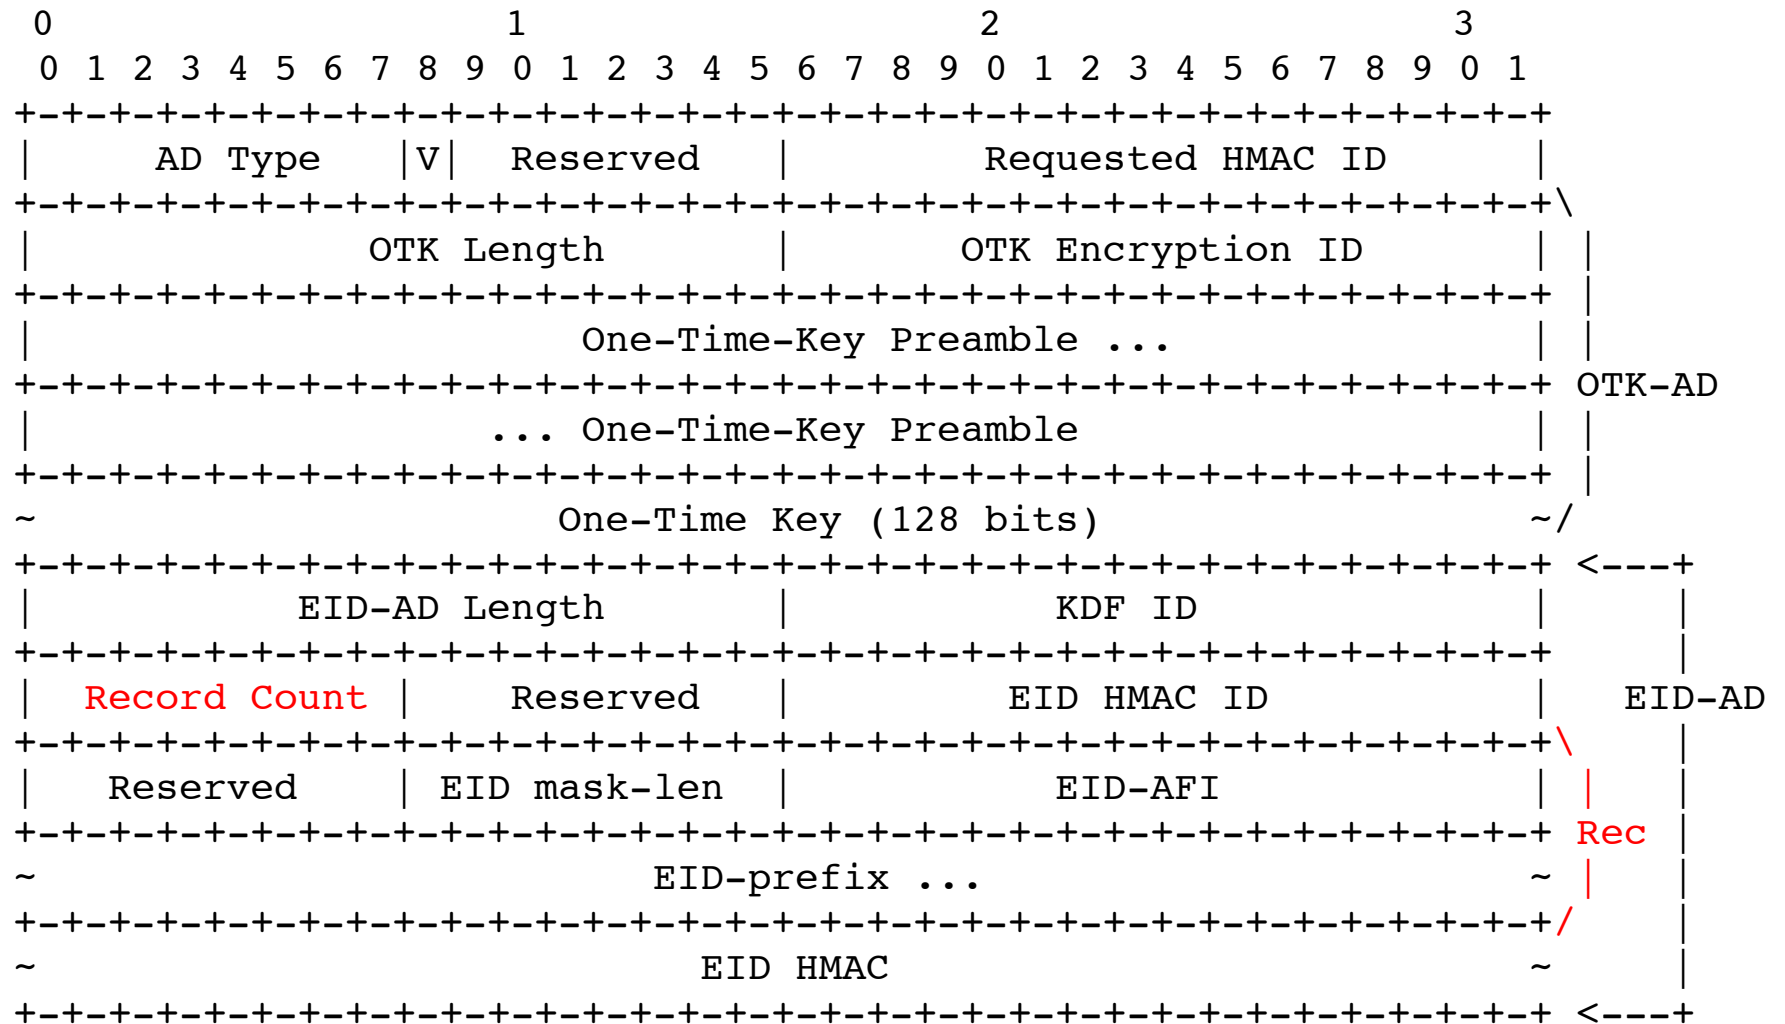 0                   1                   2                   3
 0 1 2 3 4 5 6 7 8 9 0 1 2 3 4 5 6 7 8 9 0 1 2 3 4 5 6 7 8 9 0 1
+-+-+-+-+-+-+-+-+-+-+-+-+-+-+-+-+-+-+-+-+-+-+-+-+-+-+-+-+-+-+-+-+
|     AD Type   |V|  Reserved   |        Requested HMAC ID      |
+-+-+-+-+-+-+-+-+-+-+-+-+-+-+-+-+-+-+-+-+-+-+-+-+-+-+-+-+-+-+-+-+\
|              OTK Length       |       OTK Encryption ID       | |
+-+-+-+-+-+-+-+-+-+-+-+-+-+-+-+-+-+-+-+-+-+-+-+-+-+-+-+-+-+-+-+-+ |
|                       One-Time-Key Preamble ...               | |
+-+-+-+-+-+-+-+-+-+-+-+-+-+-+-+-+-+-+-+-+-+-+-+-+-+-+-+-+-+-+-+-+ OTK-AD
|                   ... One-Time-Key Preamble                   | |
+-+-+-+-+-+-+-+-+-+-+-+-+-+-+-+-+-+-+-+-+-+-+-+-+-+-+-+-+-+-+-+-+ |
~                      One-Time Key (128 bits)                  ~/
+-+-+-+-+-+-+-+-+-+-+-+-+-+-+-+-+-+-+-+-+-+-+-+-+-+-+-+-+-+-+-+-+ <---+
|           EID-AD Length       |           KDF ID              |     |
+-+-+-+-+-+-+-+-+-+-+-+-+-+-+-+-+-+-+-+-+-+-+-+-+-+-+-+-+-+-+-+-+     |
|  Record Count |    Reserved   |         EID HMAC ID           |   EID-AD
+-+-+-+-+-+-+-+-+-+-+-+-+-+-+-+-+-+-+-+-+-+-+-+-+-+-+-+-+-+-+-+-+\    |
|   Reserved    | EID mask-len  |           EID-AFI             | |   |
+-+-+-+-+-+-+-+-+-+-+-+-+-+-+-+-+-+-+-+-+-+-+-+-+-+-+-+-+-+-+-+-+ Rec |
~                          EID-prefix ...                       ~ |   |
+-+-+-+-+-+-+-+-+-+-+-+-+-+-+-+-+-+-+-+-+-+-+-+-+-+-+-+-+-+-+-+-+/    |
~                            EID HMAC                           ~     |
+-+-+-+-+-+-+-+-+-+-+-+-+-+-+-+-+-+-+-+-+-+-+-+-+-+-+-+-+-+-+-+-+ <---+